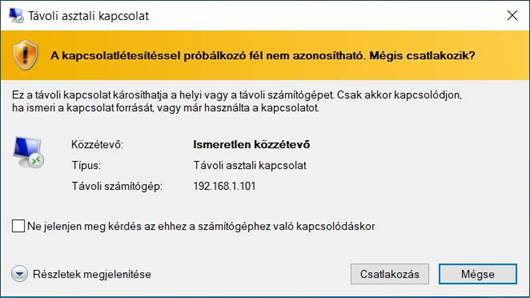 Távoli asztali kapcsolat
A kapcsolatlétesítéssel próbálkozó fél nem azonosítható. Mégis csatlakozik?
Ez a távoli kapcsolat károsíthatja a helyi vagy a távoli számítógépet. Csak akkor kapcsolódjon,
ha ismeri a kapcsolat forrását, vagy már használta a kapcsolatot.
Közzétevő: Ismeretlen közzétevő
Típus: Távoli asztali kapcsolat
Távoli számítógép: 192.168.1.101
Ne jelenjen meg kérdés az ehhez a számítógéphez való kapcsolódáskor
Részletek megjelenítése Csatlakozás Mégse